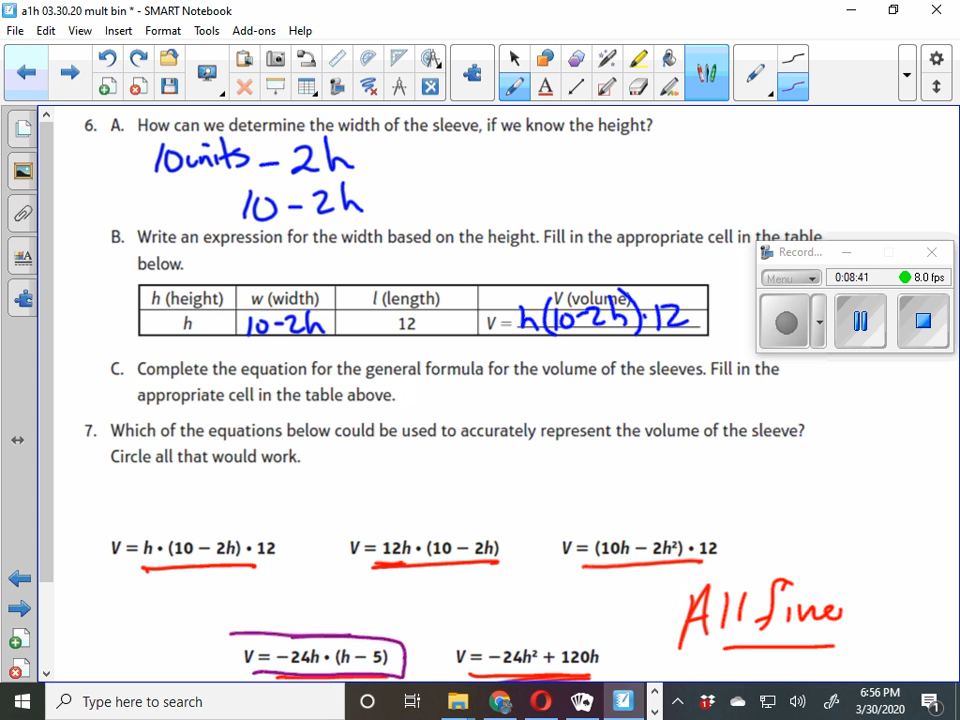 a1h 03.30.20 mult bin * - SMART Notebook
File Edit View Insert Format Tools Add-ons Help
6. A. How can we determine the width of the sleeve, if we know the height?
10 units - 2h
10 - 2h
B. Write an expression for the width based on the height. Fill in the appropriate cell in the table
below.
Record...
Menu
0:08:41
8.0 fps
h (height) w (width) l (length) V (volume)
h 10-2h 12 V = h(10-2h)·12
C. Complete the equation for the general formula for the volume of the sleeves. Fill in the
appropriate cell in the table above.
7. Which of the equations below could be used to accurately represent the volume of the sleeve?
Circle all that would work.
V = h • (10 − 2h) • 12 V = 12h • (10 − 2h) V = (10h − 2h²) • 12
All fine
V = −24h • (h − 5) V = −24h² + 120h
Type here to search
6:56 PM
3/30/2020
1